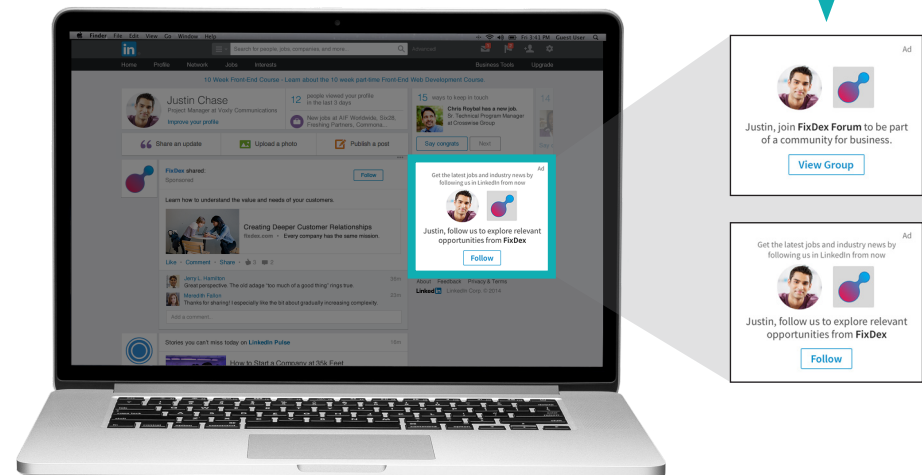 Finder File Edit View Go Window Help
Fri 3:41 PM Guest User
in
Search for people, jobs, companies, and more...
Advanced
Home Profile Network Jobs Interests
Business Tools Upgrade
10 Week Front-End Course - Learn about the 10 week part-time Front-End Web Development Course
Justin Chase
Project Manager at Voxly Communications
Improve your profile
12 people viewed your profile
in the last 3 days
New jobs at AIF Worldwide, Six28,
Freching Partners, Commona...
Share an update
Upload a photo
Publish a post
15 ways to keep in touch
Chris Roybal has a new job.
Sr. Technical Program Manager
at Crosswise Group
Say congrats
Next
14
FixDex shared:
Sponsored
Follow
Learn how to understand the value and needs of your customers.
Creating Deeper Customer Relationships
fixdex.com • Every company has the same mission.
Like • Comment • Share • 2 2
Jerry L. Hamilton
Great perspective. The old adage "too much of a good thing" rings true.
Meredith Fallon
Thanks for sharing! I especially like the bit about gradually increasing complexity.
Add a comment...
Stories you can't miss today on LinkedIn Pulse
How to Start a Company at 35k Feet
Ad
Get the latest jobs and industry news by
following us in LinkedIn from now
Justin, follow us to explore relevant
opportunities from FixDex
Follow
About Feedback Privacy & Terms
LinkedIn LinkedIn Corp. © 2014
Ad
Justin, join FixDex Forum to be part
of a community for business.
View Group
Ad
Get the latest jobs and industry news by
following us in LinkedIn from now
Justin, follow us to explore relevant
opportunities from FixDex
Follow